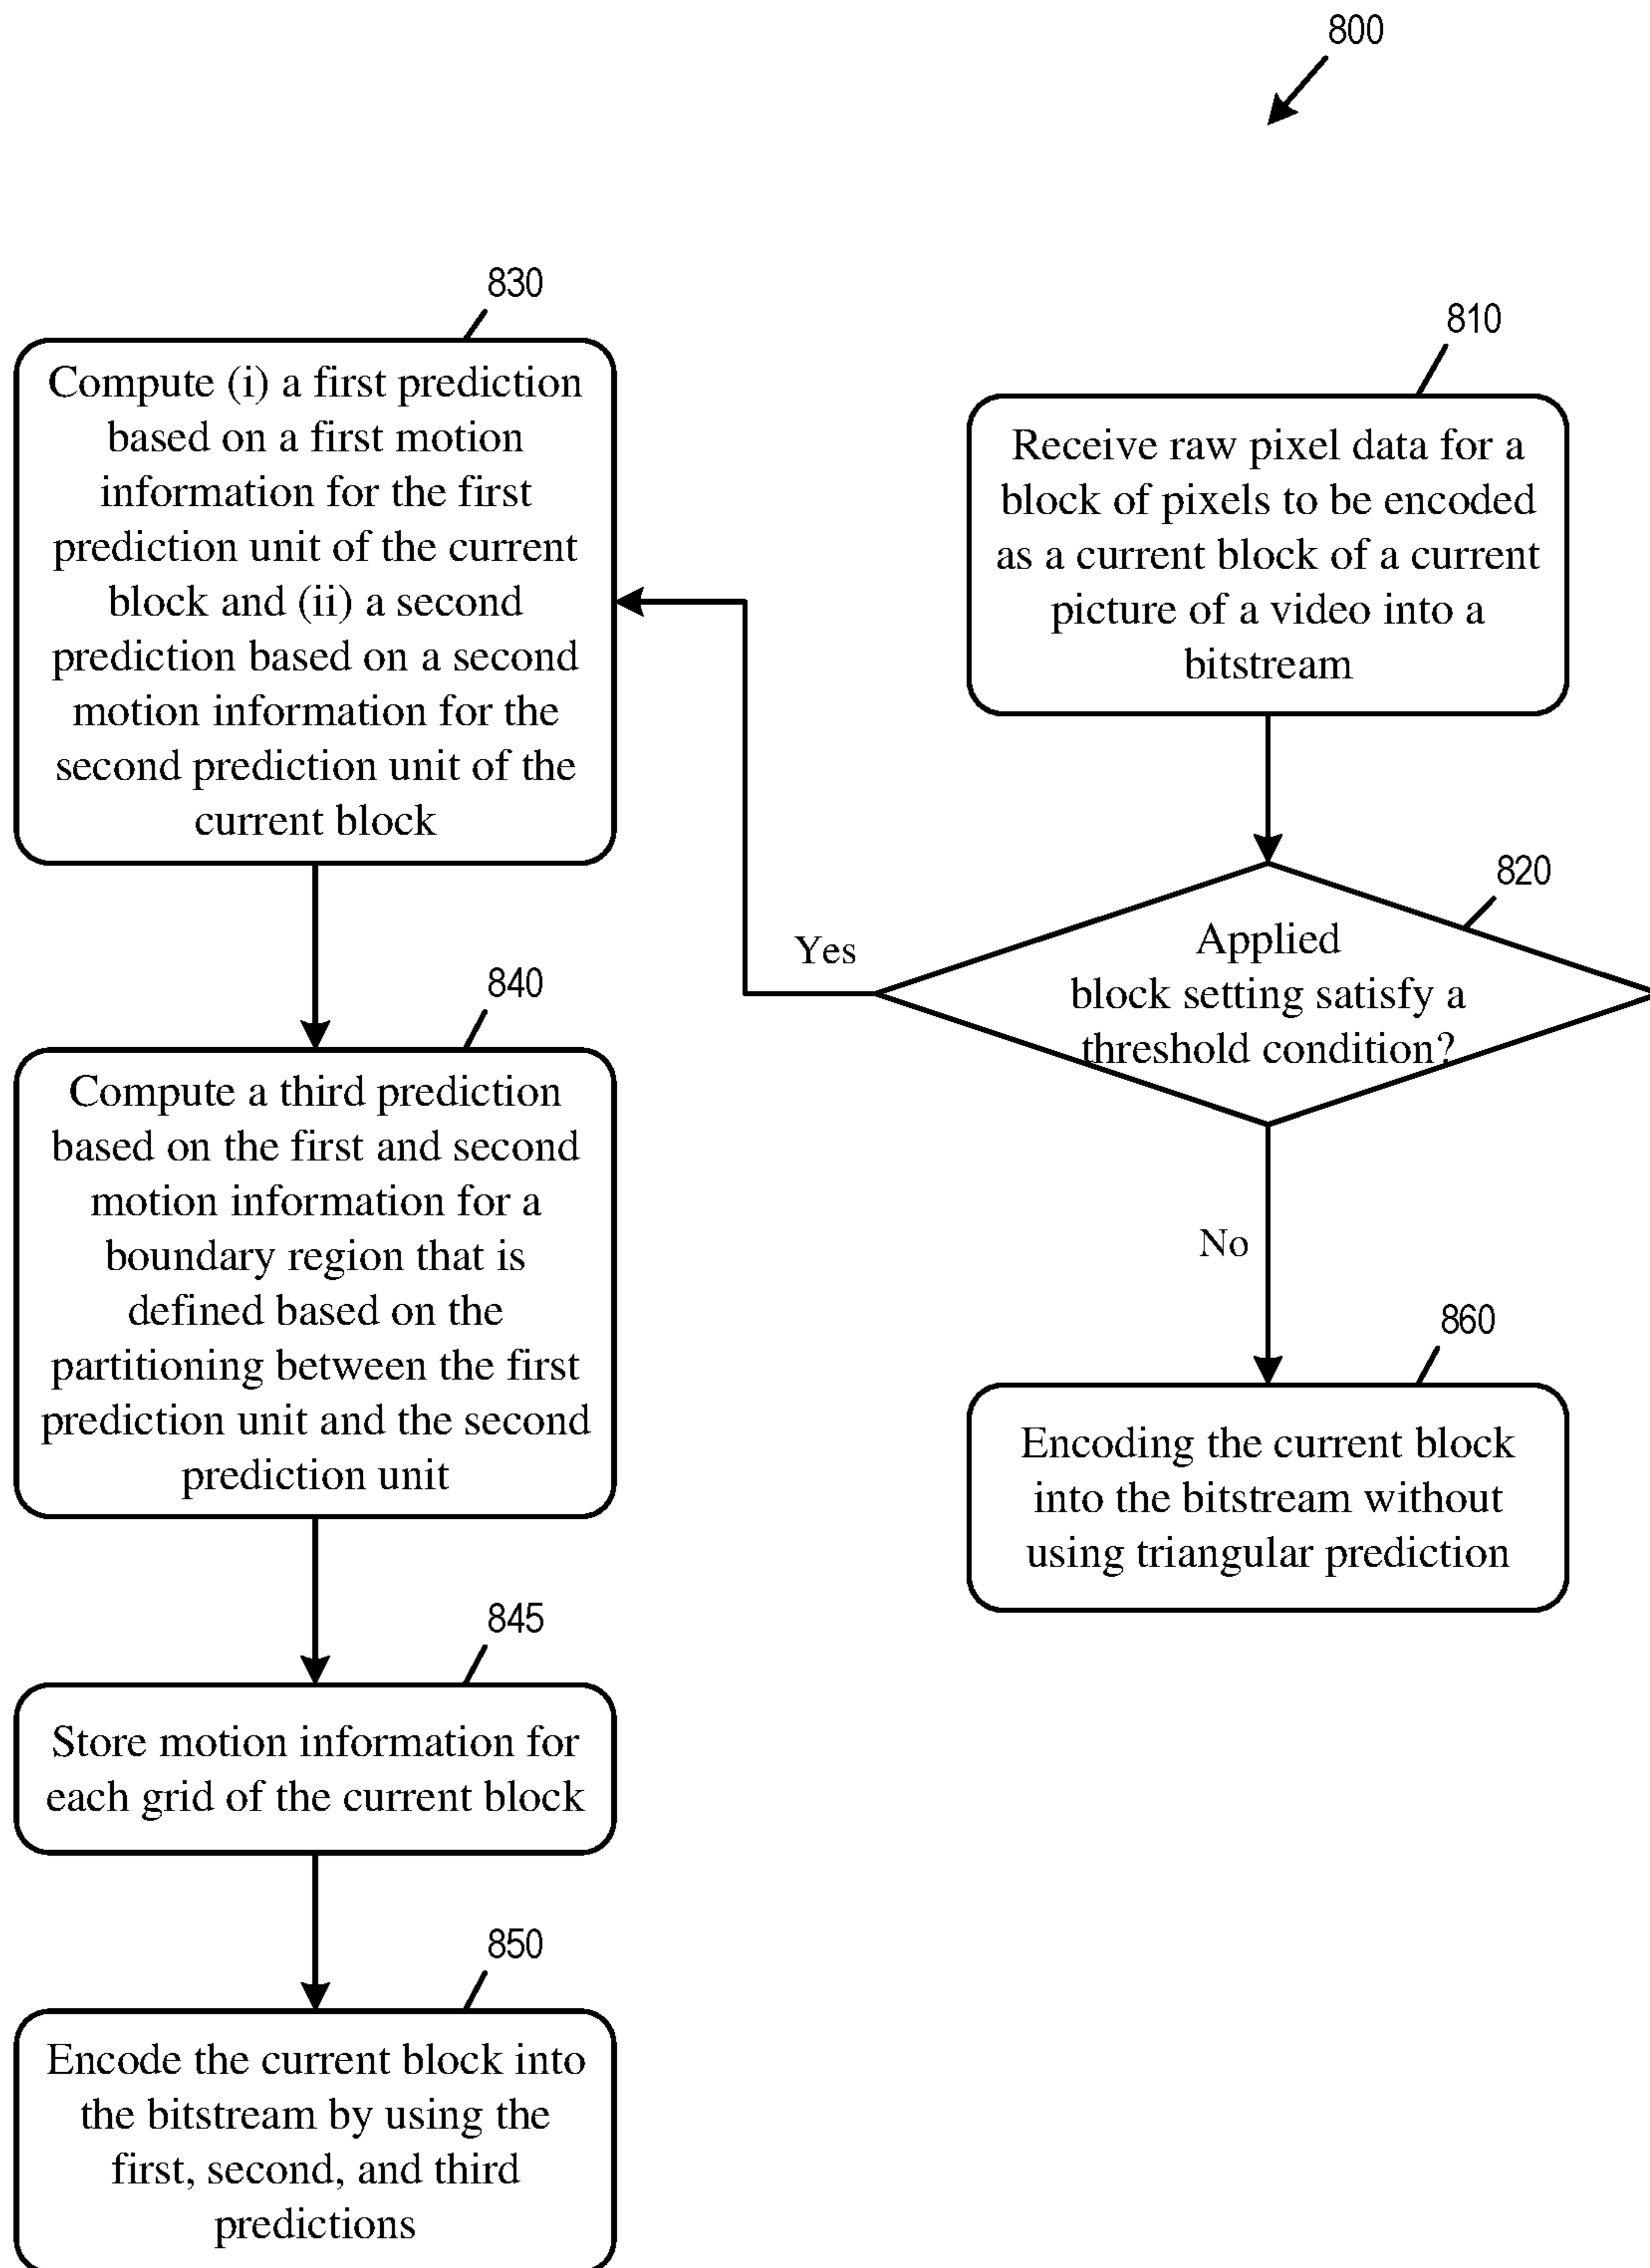 800
810
Receive raw pixel data for a
block of pixels to be encoded
as a current block of a current
picture of a video into a
bitstream
820
Applied
block setting satisfy a
threshold condition?
Yes
No
830
Compute (i) a first prediction
based on a first motion
information for the first
prediction unit of the current
block and (ii) a second
prediction based on a second
motion information for the
second prediction unit of the
current block
840
Compute a third prediction
based on the first and second
motion information for a
boundary region that is
defined based on the
partitioning between the first
prediction unit and the second
prediction unit
845
Store motion information for
each grid of the current block
850
Encode the current block into
the bitstream by using the
first, second, and third
predictions
860
Encoding the current block
into the bitstream without
using triangular prediction